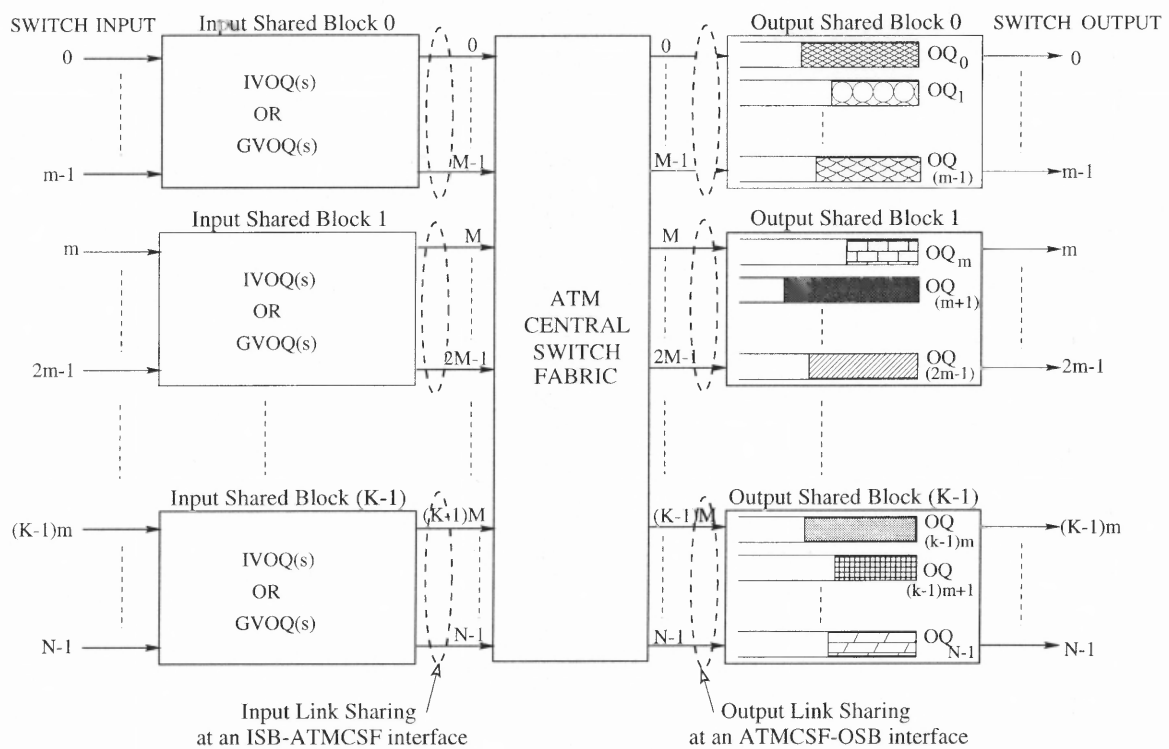 SWITCH INPUT
Input Shared Block 0
Output Shared Block 0
SWITCH OUTPUT
0
IVOQ(s)
OR
GVOQ(s)
0
0
OQ0
0
OQ1
m-1
M-1
M-1
OQ(m-1)
m-1
Input Shared Block 1
Output Shared Block 1
m
IVOQ(s)
OR
GVOQ(s)
M
M
OQm
m
OQ(m+1)
ATM
CENTRAL
SWITCH
FABRIC
2m-1
2M-1
2M-1
OQ(2m-1)
2m-1
Input Shared Block (K-1)
Output Shared Block (K-1)
(K-1)m
IVOQ(s)
OR
GVOQ(s)
(K-1)M
(K-1)M
OQ(k-1)m
(K-1)m
OQ(k-1)m+1
N-1
N-1
N-1
OQN-1
N-1
Input Link Sharing
at an ISB-ATMCSF interface
Output Link Sharing
at an ATMCSF-OSB interface